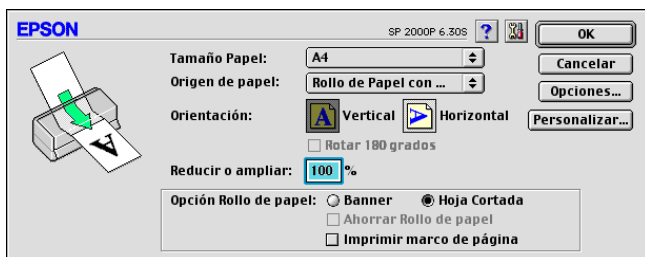 EPSON
SP 2000P 6.30S
OK
Tamaño Papel: A4
Cancelar
Origen de papel: Rollo de Papel con ...
Opciones...
Orientación: A Vertical A Horizontal
Personalizar...
Rotar 180 grados
Reducir o ampliar: 100 %
Opción Rollo de papel: Banner Hoja Cortada
Ahorrar Rollo de papel
Imprimir marco de página
A